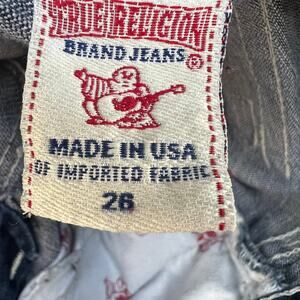 TRUE RELIGION
BRAND JEANS®
MADE IN USA
OF IMPORTED FABRIC
26